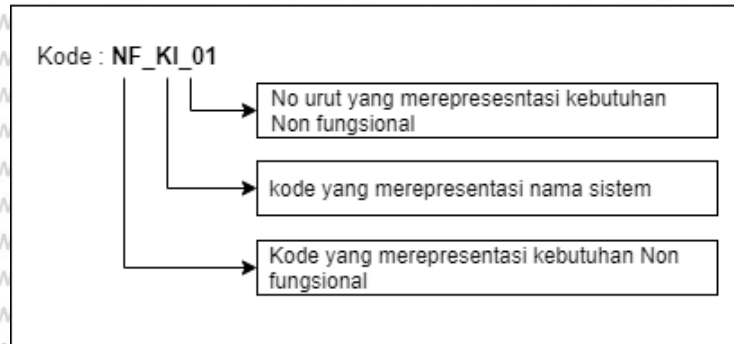 Kode : NF_KI_01
No urut yang merepresesntasi kebutuhan
Non fungsional
kode yang merepresentasi nama sistem
Kode yang merepresentasi kebutuhan Non
fungsional